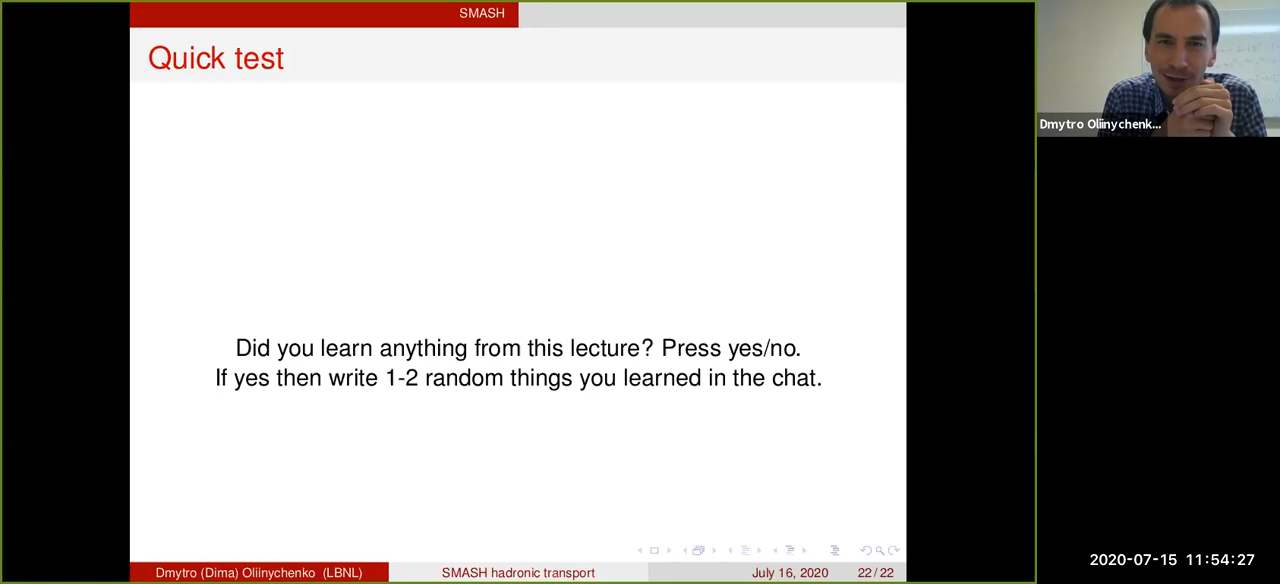 SMASH
Quick test
Did you learn anything from this lecture? Press yes/no.
If yes then write 1-2 random things you learned in the chat.
Dmytro (Dima) Oliinychenko (LBNL)
SMASH hadronic transport
July 16, 2020
22/22
Dmytro Oliinychenk...
2020-07-15 11:54:27